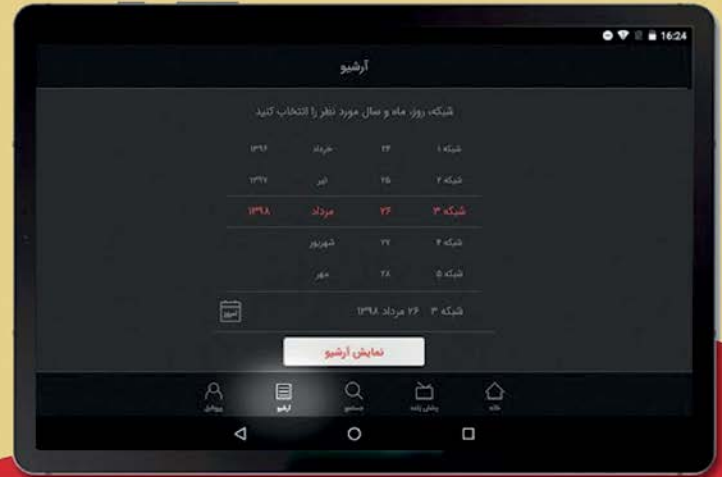 16:24
آرشیو
شبکه، روز، ماه و سال مورد نظر را انتخاب کنید
شبکه ۱ ۲۴ خرداد ۱۳۹۶
شبکه ۲ ۲۵ تیر ۱۳۹۷
شبکه ۳ ۲۶ مرداد ۱۳۹۸
شبکه ۴ ۲۷ شهریور
شبکه ۵ ۲۸ مهر
شبکه ۳ ۲۶ مرداد ۱۳۹۸ امروز
نمایش آرشیو
خانه پخش زنده جستجو آرشیو پروفایل